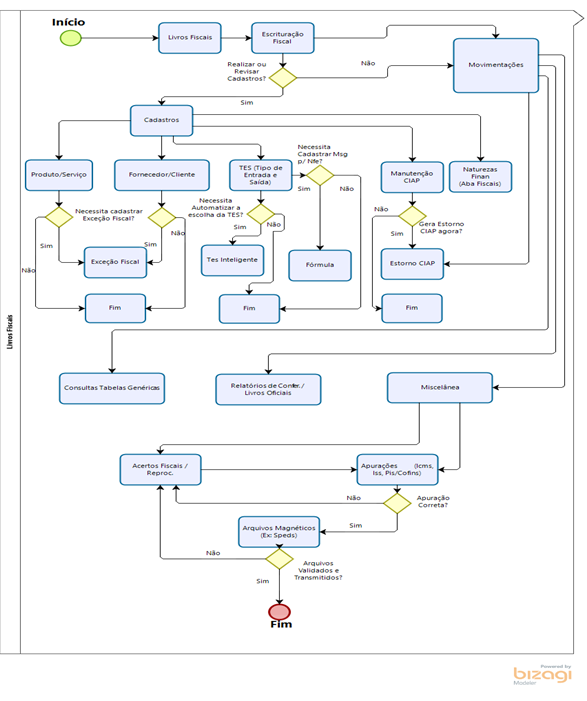 Início
Livros Fiscais
Escrituração
Fiscal
Realizar ou
Revisar
Cadastros?
Não
Movimentações
Sim
Cadastros
Necessita
Cadastrar Msg
p/ Nfe?
Produto/Serviço
Fornecedor/Cliente
TES (Tipo de
Entrada e
Saída)
Manutenção
CIAP
Naturezas
Finan
(Aba Fiscais)
Sim
Não
Necessita
Automatizar a
escolha da TES?
Necessita cadastrar
Exceção Fiscal?
Não
Gera Estorno
CIAP agora?
Sim
Não
Sim
Não
Sim
Sim
Não
Exceção Fiscal
Tes Inteligente
Fórmula
Estorno CIAP
Fim
Fim
Fim
Livros Fiscais
Consultas Tabelas Genéricas
Relatórios de Confer./
Livros Oficiais
Miscelânea
Acertos Fiscais /
Reproc.
Apurações (Icms,
Iss, Pis/Cofins)
Não
Apuração
Correta?
Arquivos Magnéticos
(Ex: Speds)
Sim
Não
Arquivos
Validados e
Transmitidos?
Sim
Fim
Powered by
bizagi
Modeler